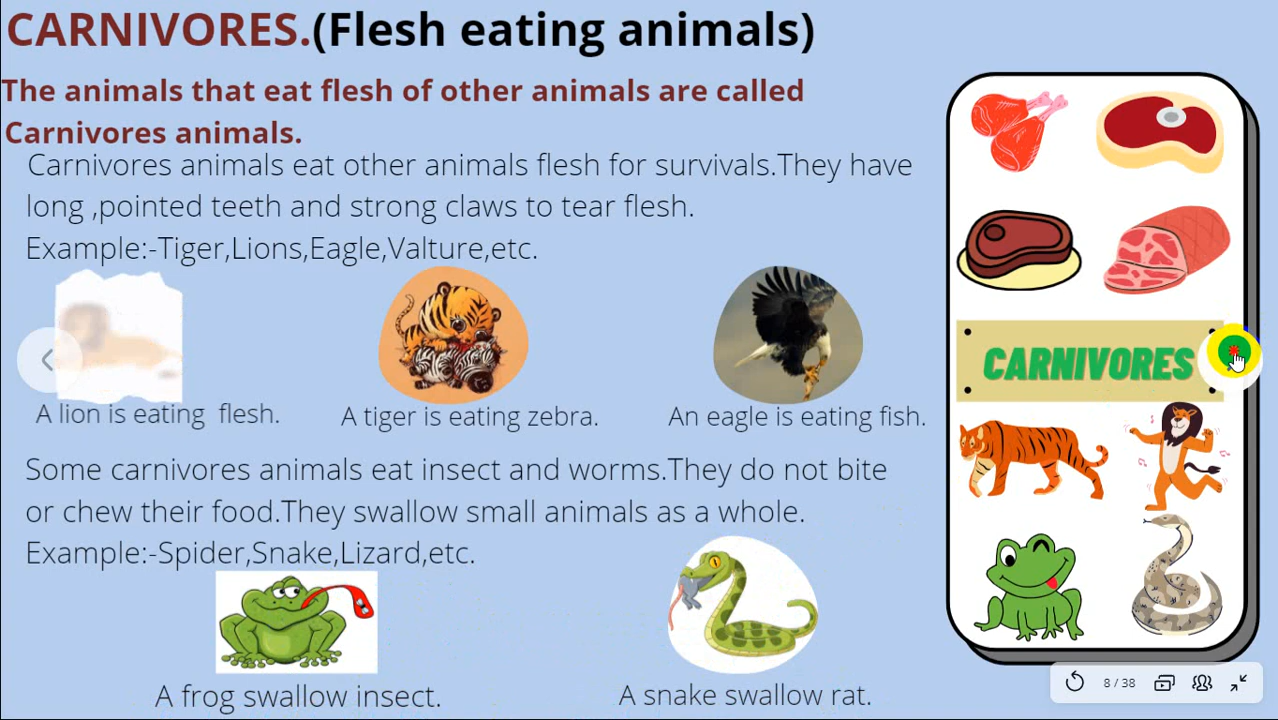 CARNIVORES.(Flesh eating animals)
The animals that eat flesh of other animals are called
Carnivores animals.
Carnivores animals eat other animals flesh for survivals.They have
long ,pointed teeth and strong claws to tear flesh.
Example:-Tiger,Lions,Eagle,Valture,etc.
A lion is eating flesh.
A tiger is eating zebra.
An eagle is eating fish.
Some carnivores animals eat insect and worms.They do not bite
or chew their food.They swallow small animals as a whole.
Example:-Spider,Snake,Lizard,etc.
A frog swallow insect.
A snake swallow rat.
CARNIVORES
8 / 38